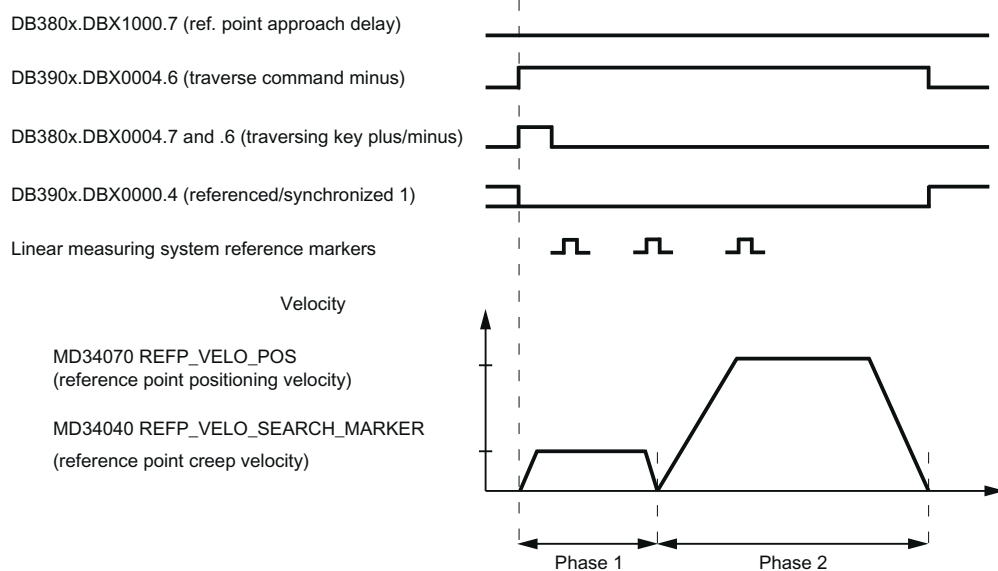 DB380x.DBX1000.7 (ref. point approach delay)
DB390x.DBX0004.6 (traverse command minus)
DB380x.DBX0004.7 and .6 (traversing key plus/minus)
DB390x.DBX0000.4 (referenced/synchronized 1)
Linear measuring system reference markers
Velocity
MD34070 REFP_VELO_POS
(reference point positioning velocity)
MD34040 REFP_VELO_SEARCH_MARKER
(reference point creep velocity)
Phase 1
Phase 2